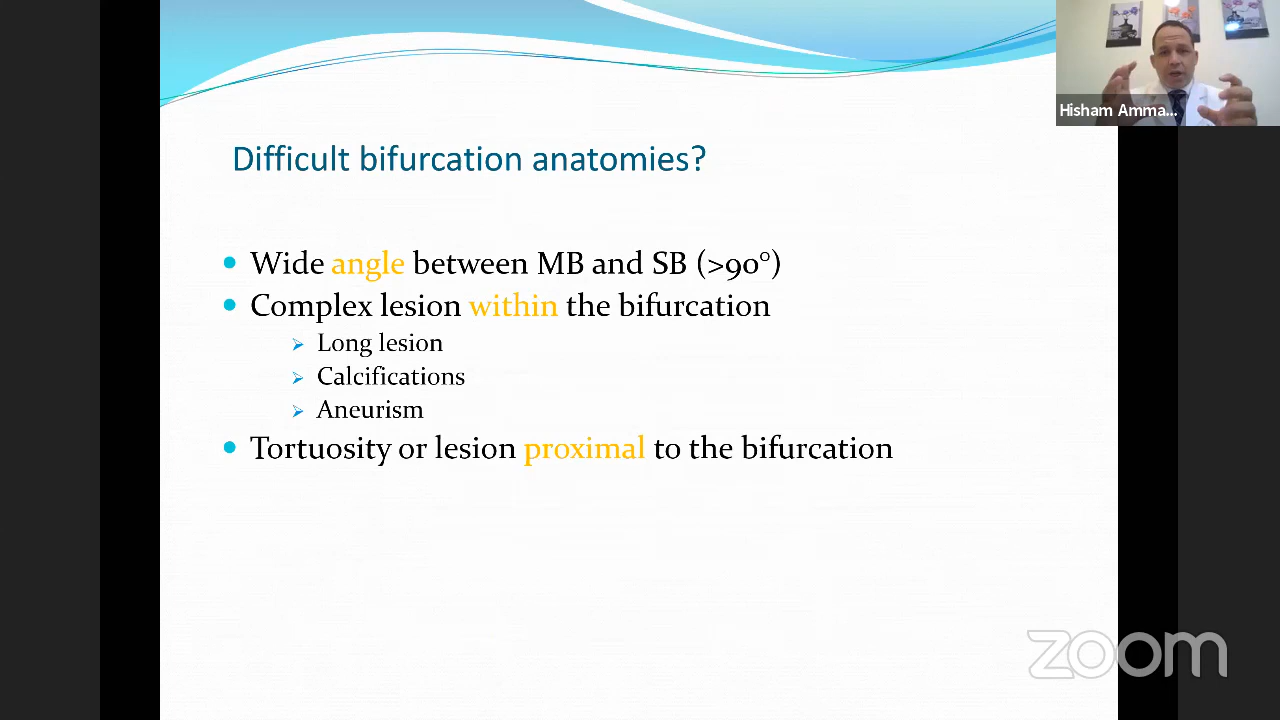 Hisham Amma...
Difficult bifurcation anatomies?
Wide angle between MB and SB (>90°)
Complex lesion within the bifurcation
Long lesion
Calcifications
Aneurism
Tortuosity or lesion proximal to the bifurcation
zoom